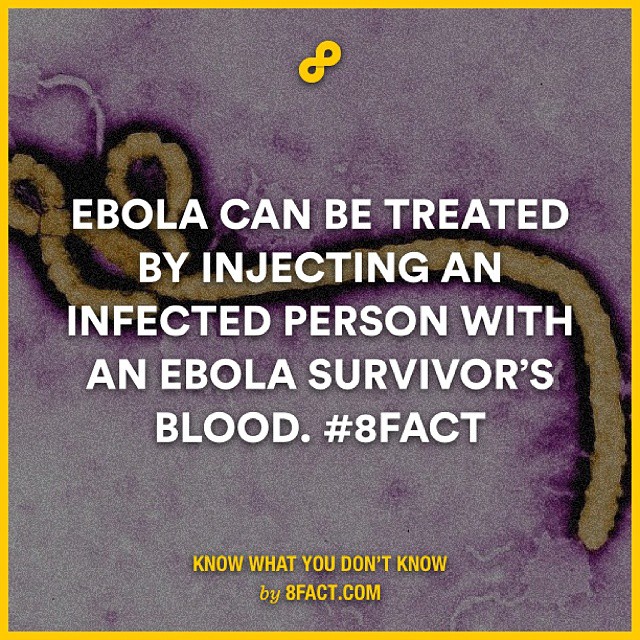 EBOLA CAN BE TREATED
BY INJECTING AN
INFECTED PERSON WITH
AN EBOLA SURVIVOR’S
BLOOD. #8FACT
KNOW WHAT YOU DON’T KNOW
by 8FACT.COM